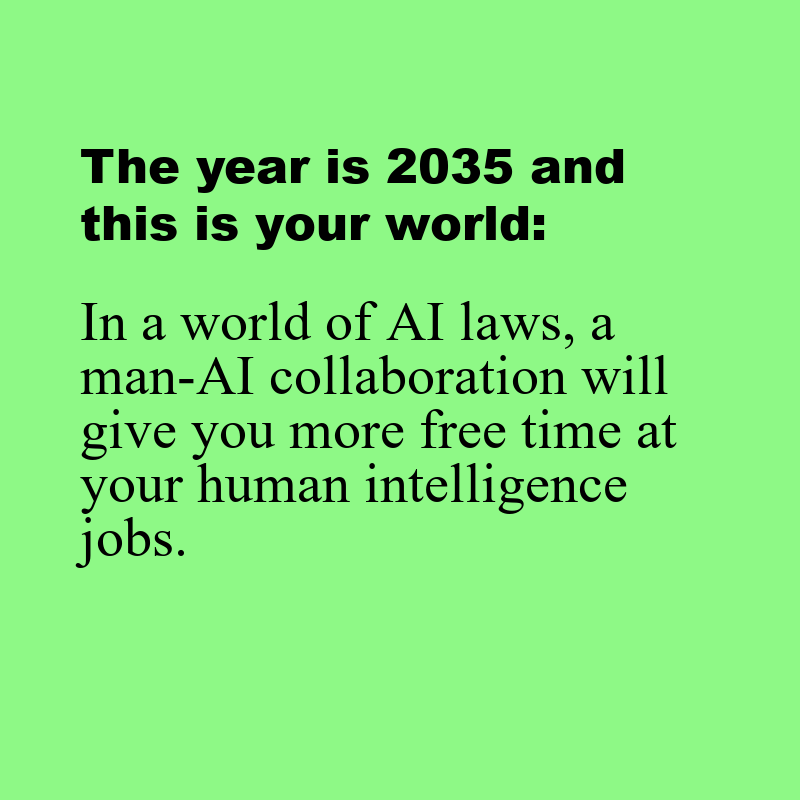 The year is 2035 and
this is your world:
In a world of AI laws, a
man-AI collaboration will
give you more free time at
your human intelligence
jobs.